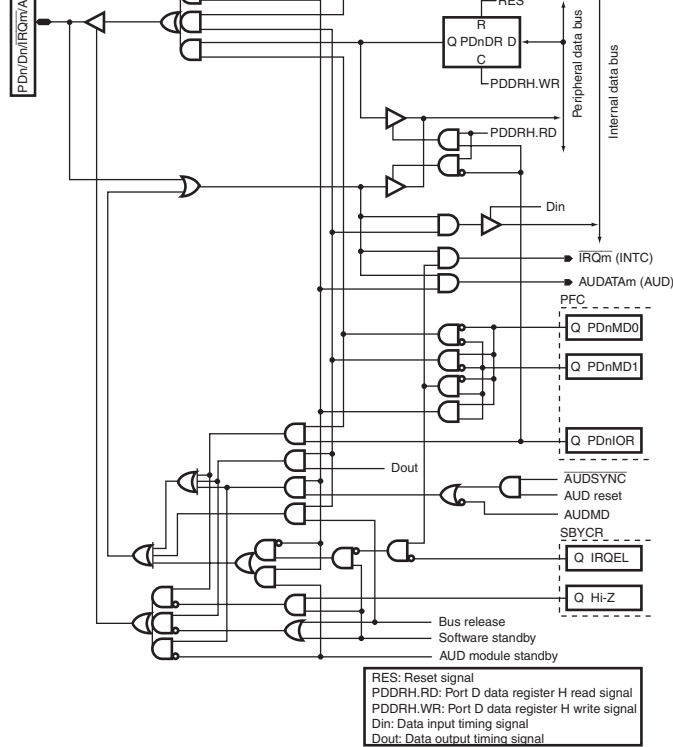 PDn/Dn/IRQm/A
RES
R
Q PDnDR D
C
PDDRH.WR
Peripheral data bus
Internal data bus
PDDRH.RD
Din
IRQm (INTC)
AUDATAm (AUD)
PFC
Q PDnMD0
Q PDnMD1
Q PDnIOR
Dout
AUDSYNC
AUD reset
AUDMD
SBYCR
Q IRQEL
Q Hi-Z
Bus release
Software standby
AUD module standby
RES: Reset signal
PDDRH.RD: Port D data register H read signal
PDDRH.WR: Port D data register H write signal
Din: Data input timing signal
Dout: Data output timing signal